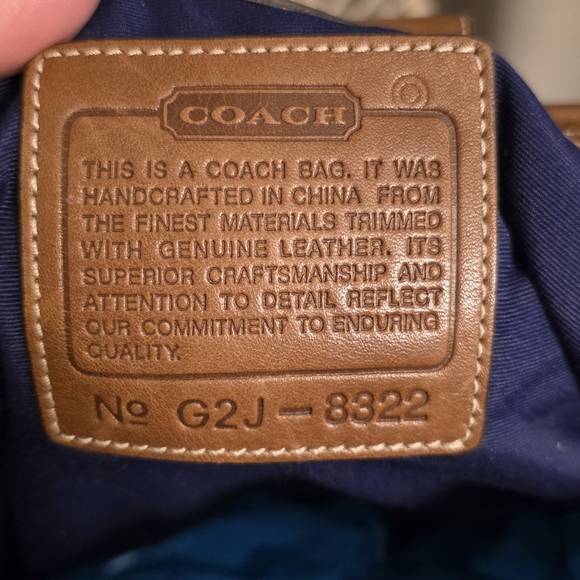 COACH
THIS IS A COACH BAG. IT WAS
HANDCRAFTED IN CHINA FROM
THE FINEST MATERIALS TRIMMED
WITH GENUINE LEATHER. ITS
SUPERIOR CRAFTSMANSHIP AND
ATTENTION TO DETAIL REFLECT
OUR COMMITMENT TO ENDURING
QUALITY.
No G2J-8322